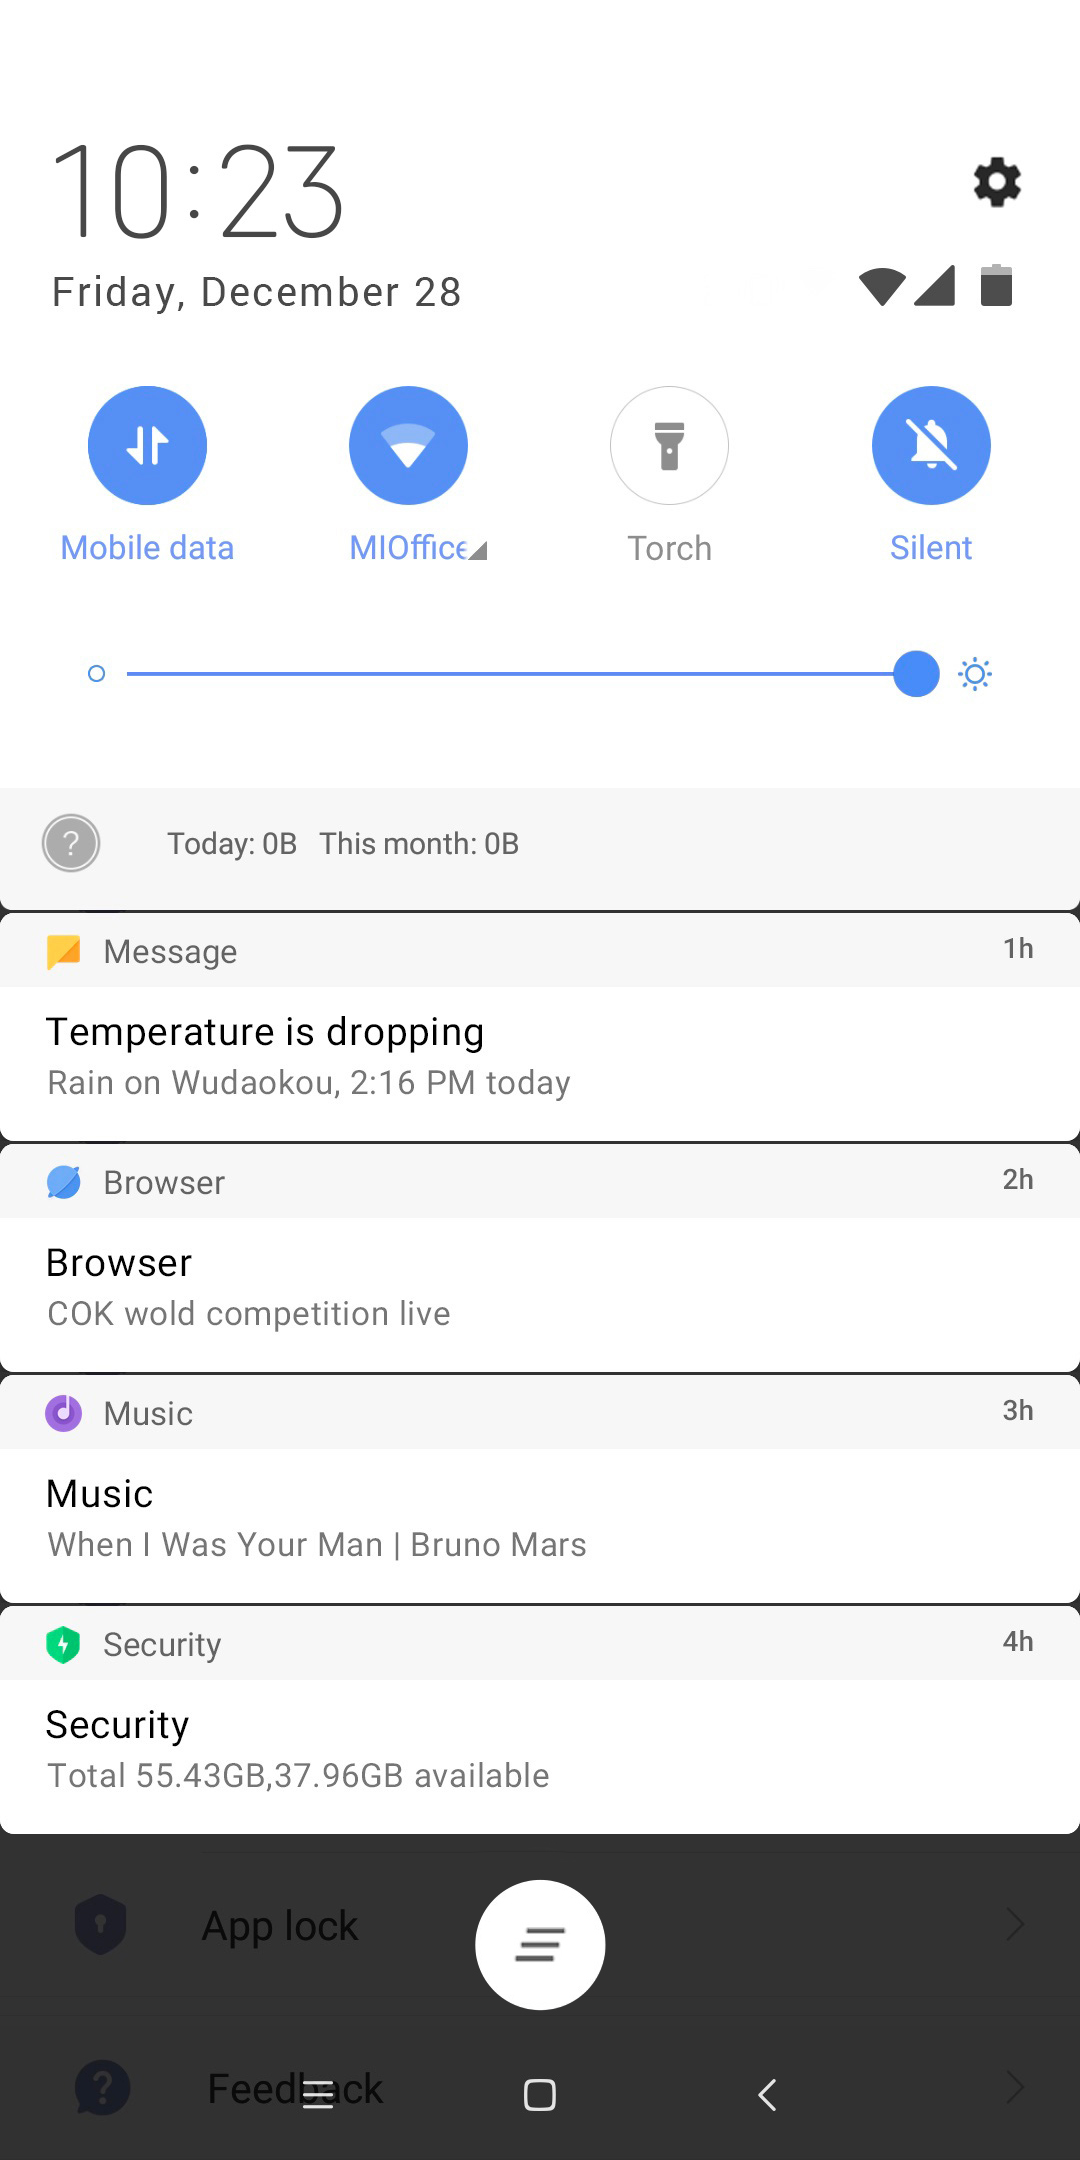 10:23
Friday, December 28
Mobile data
MIOffice
Torch
Silent
? Today: 0B This month: 0B
Message 1h
Temperature is dropping
Rain on Wudaokou, 2:16 PM today
Browser 2h
Browser
COK wold competition live
Music 3h
Music
When I Was Your Man | Bruno Mars
Security 4h
Security
Total 55.43GB,37.96GB available
App lock
? Feedback